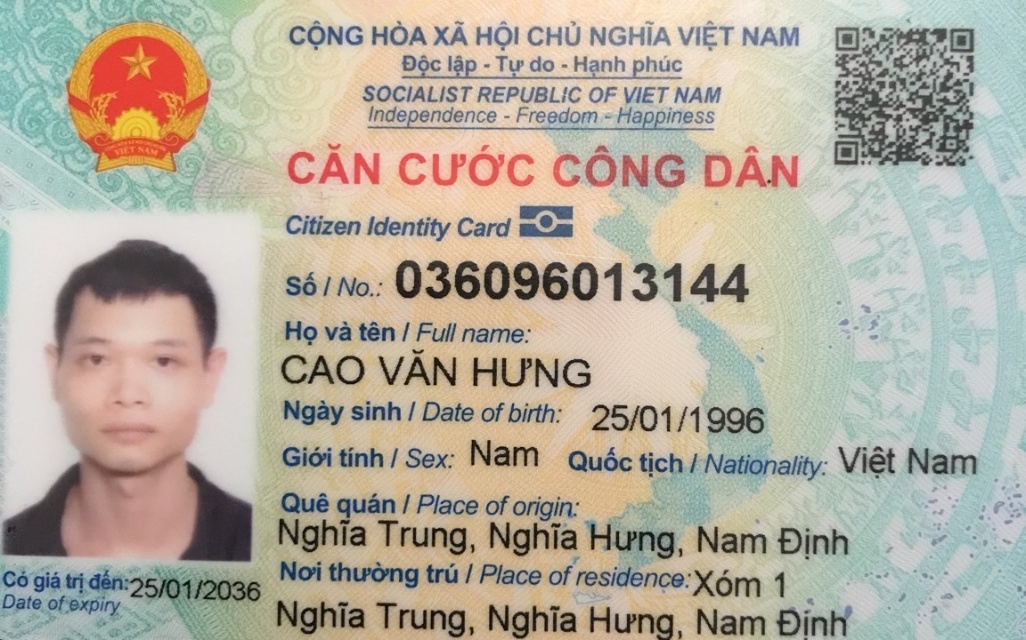 CỘNG HÒA XÃ HỘI CHỦ NGHĨA VIỆT NAM
Độc lập - Tự do - Hạnh phúc
SOCIALIST REPUBLIC OF VIET NAM
Independence - Freedom - Happiness
CĂN CƯỚC CÔNG DÂN
Citizen Identity Card
Số / No.: 036096013144
Họ và tên / Full name:
CAO VĂN HƯNG
Ngày sinh / Date of birth: 25/01/1996
Giới tính / Sex: Nam Quốc tịch / Nationality: Việt Nam
Quê quán / Place of origin:
Nghĩa Trung, Nghĩa Hưng, Nam Định
Nơi thường trú / Place of residence: Xóm 1
Nghĩa Trung, Nghĩa Hưng, Nam Định
Có giá trị đến: 25/01/2036
Date of expiry
VIỆT NAM